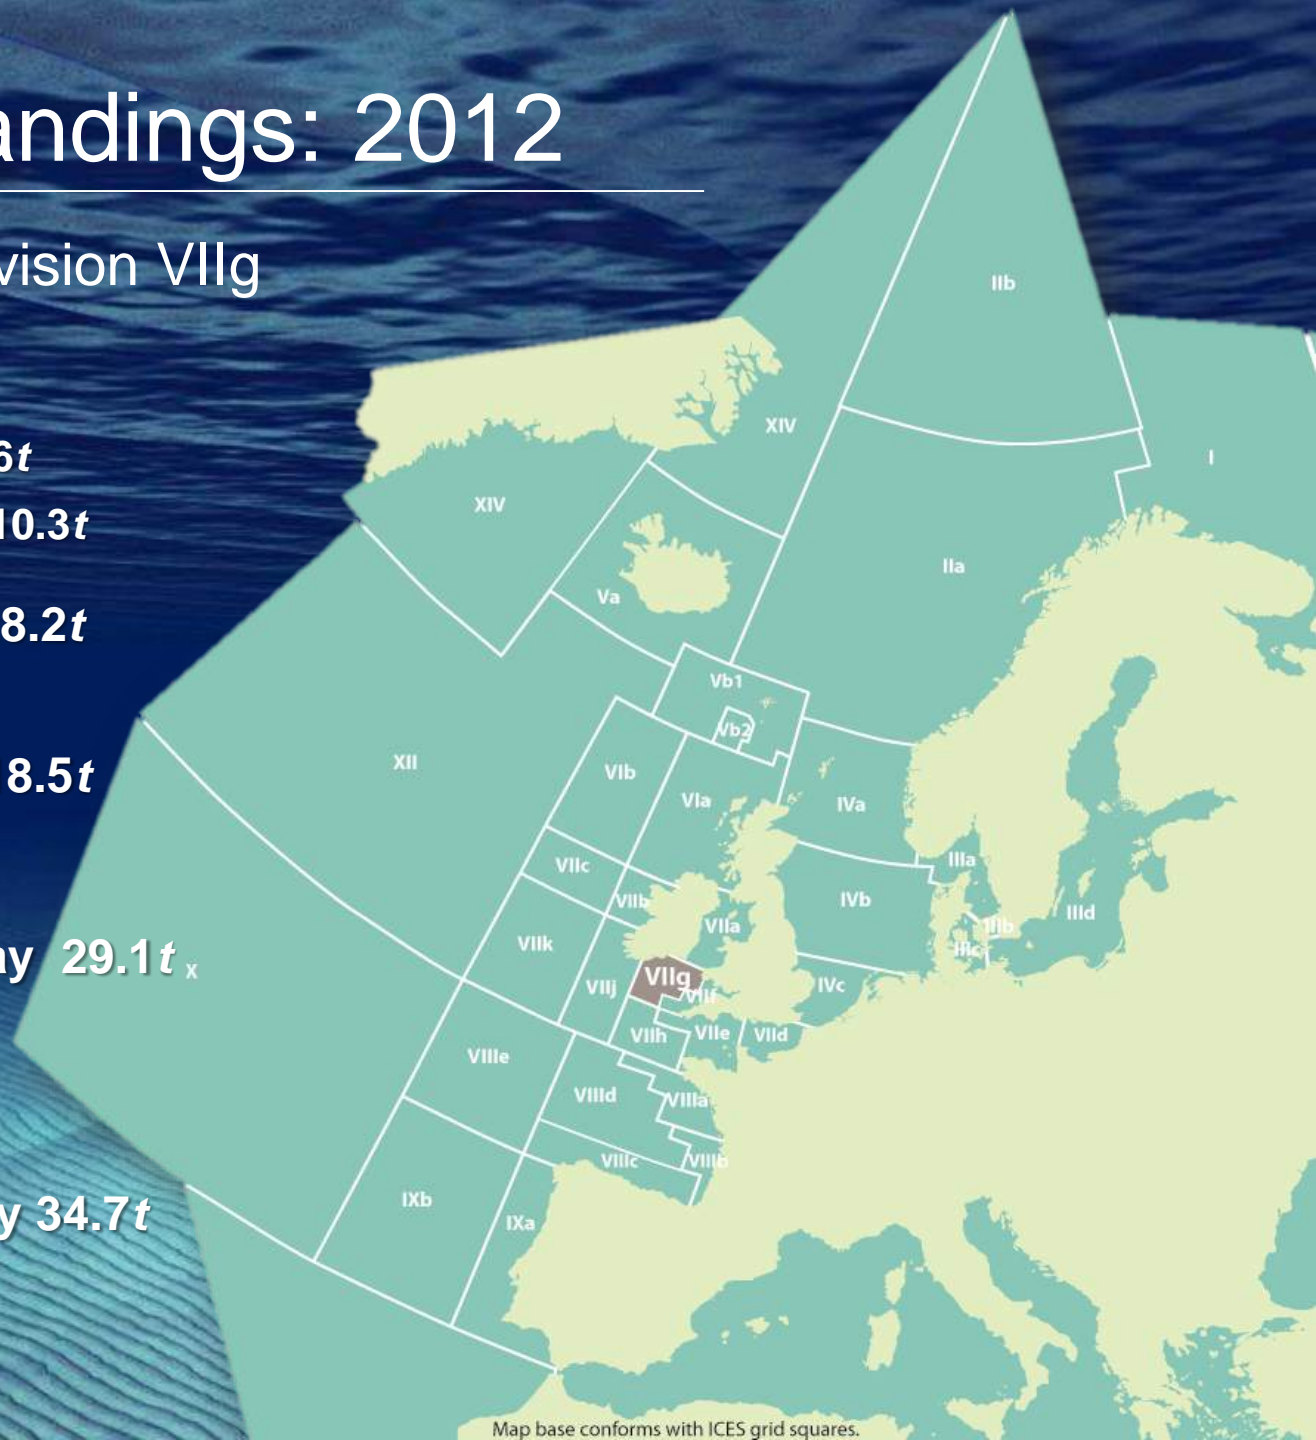 andings: 2012
vision VIIg
6t
10.3t
8.2t
8.5t
ay 29.1t
y 34.7t
IIb
XIV
I
XIV
IIa
Va
Vb1
Vb2
XII
VIb
VIa
IVa
VIIc
IIIa
VIIb
IVb
IIId
VIIa
IIIb
VIIk
IIIc
X
VIIg
VIIj
IVc
VIIf
VIIh
VIIe
VIId
VIIIe
VIIId
VIIIa
VIIIc
VIIIb
IXb
IXa
Map base conforms with ICES grid squares.